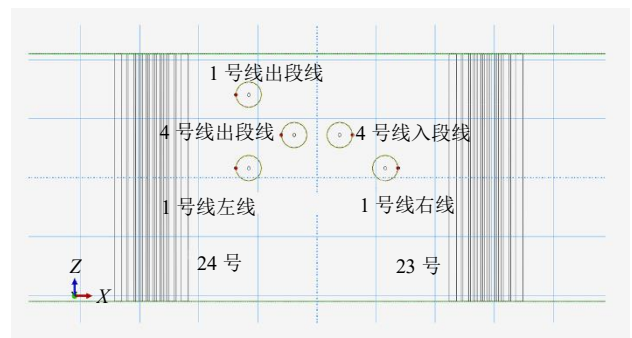 1 号线出段线
4 号线出段线
4 号线入段线
1 号线左线
1 号线右线
24 号
23 号
Z
X